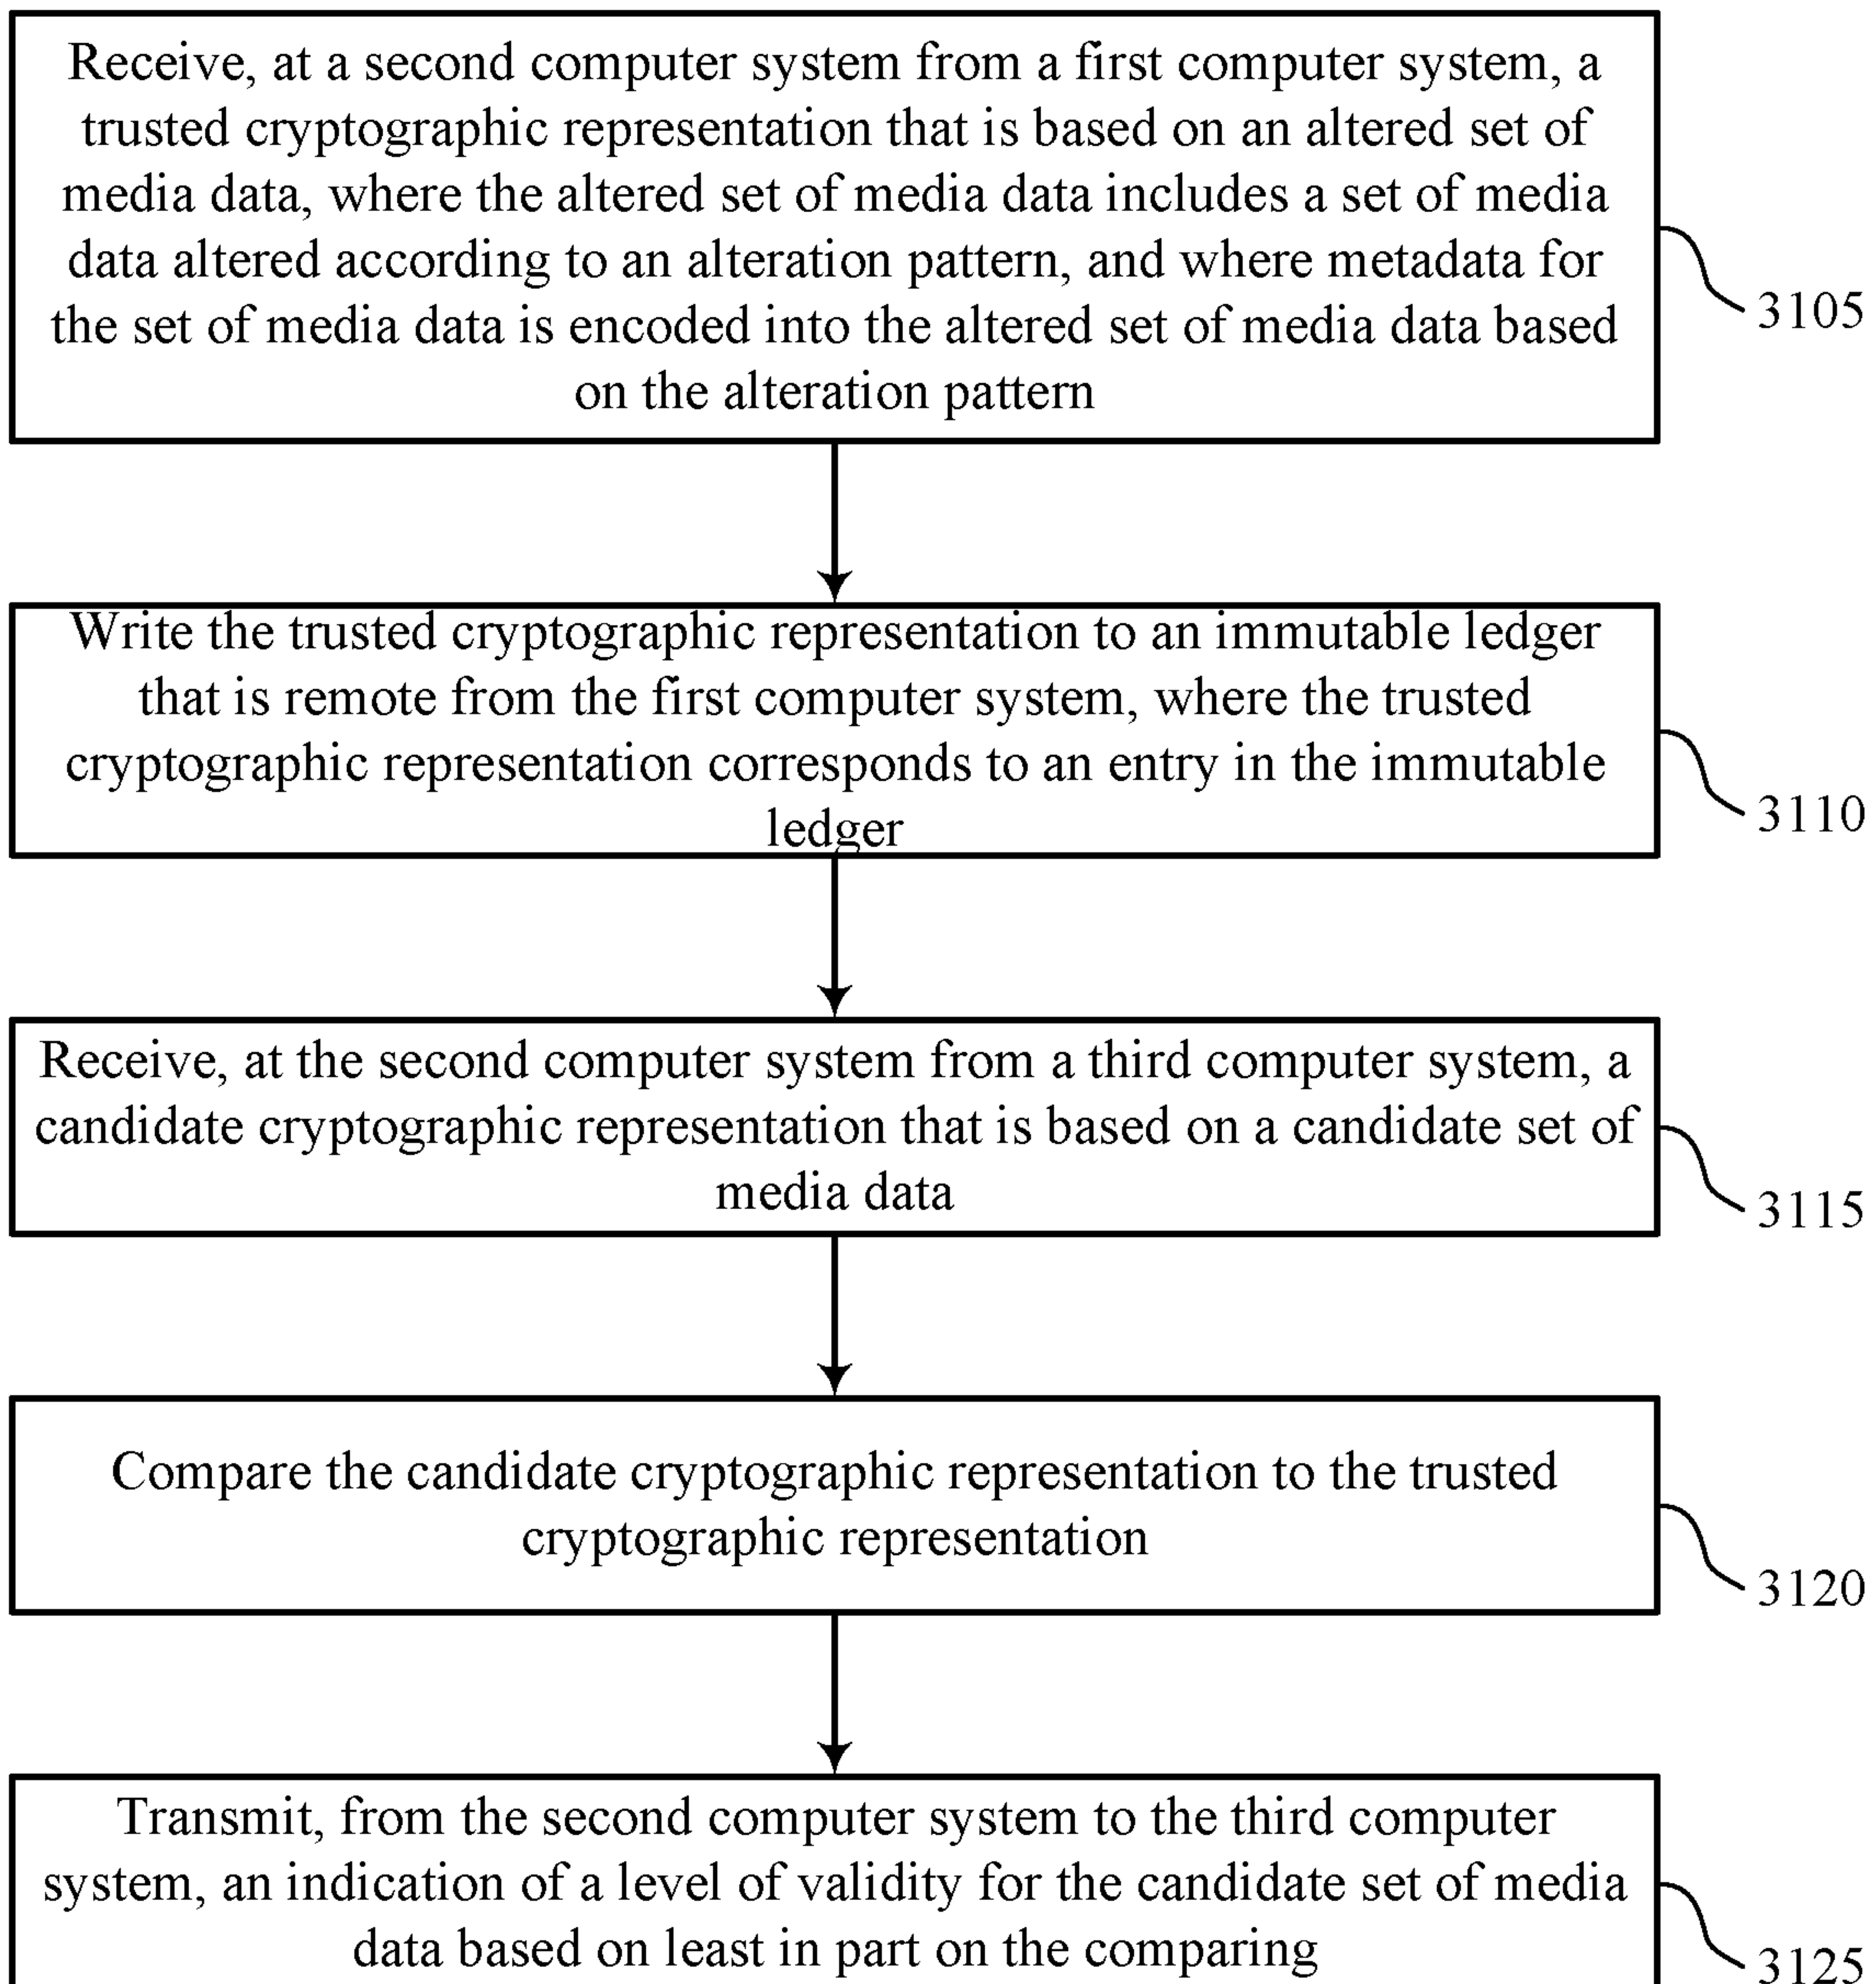 Receive, at a second computer system from a first computer system, a
trusted cryptographic representation that is based on an altered set of
media data, where the altered set of media data includes a set of media
data altered according to an alteration pattern, and where metadata for
the set of media data is encoded into the altered set of media data based
on the alteration pattern
3105
Write the trusted cryptographic representation to an immutable ledger
that is remote from the first computer system, where the trusted
cryptographic representation corresponds to an entry in the immutable
ledger
3110
Receive, at the second computer system from a third computer system, a
candidate cryptographic representation that is based on a candidate set of
media data
3115
Compare the candidate cryptographic representation to the trusted
cryptographic representation
3120
Transmit, from the second computer system to the third computer
system, an indication of a level of validity for the candidate set of media
data based on least in part on the comparing
3125